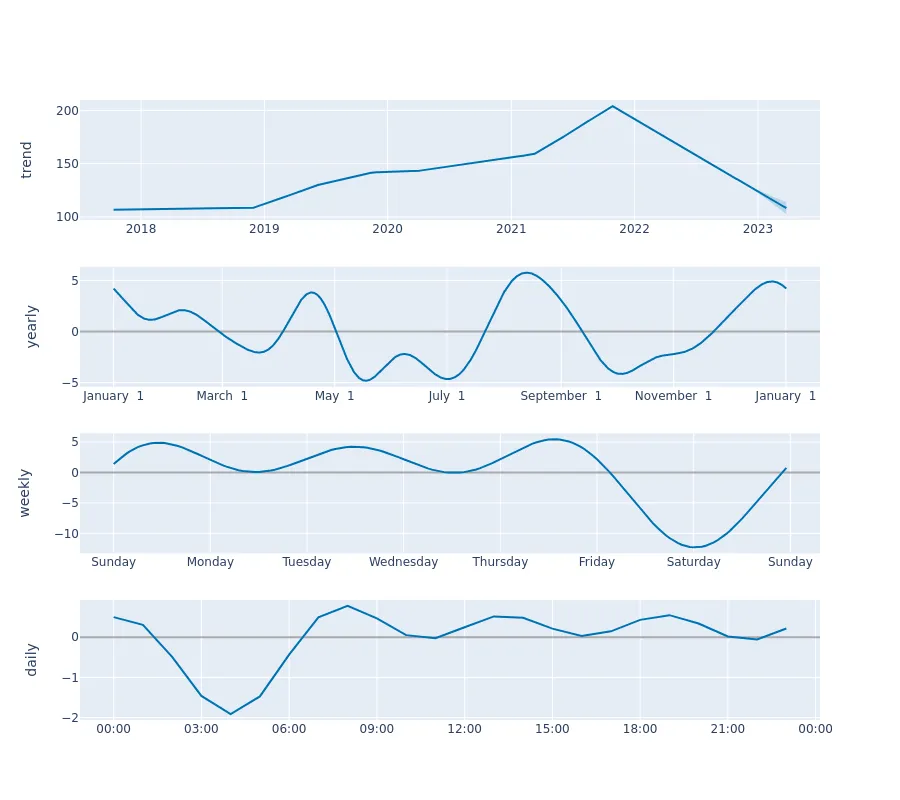 trend
200
150
100
2018 2019 2020 2021 2022 2023
yearly
5
0
−5
January 1 March 1 May 1 July 1 September 1 November 1 January 1
weekly
5
0
−5
−10
Sunday Monday Tuesday Wednesday Thursday Friday Saturday Sunday
daily
0
−1
−2
00:00 03:00 06:00 09:00 12:00 15:00 18:00 21:00 00:00